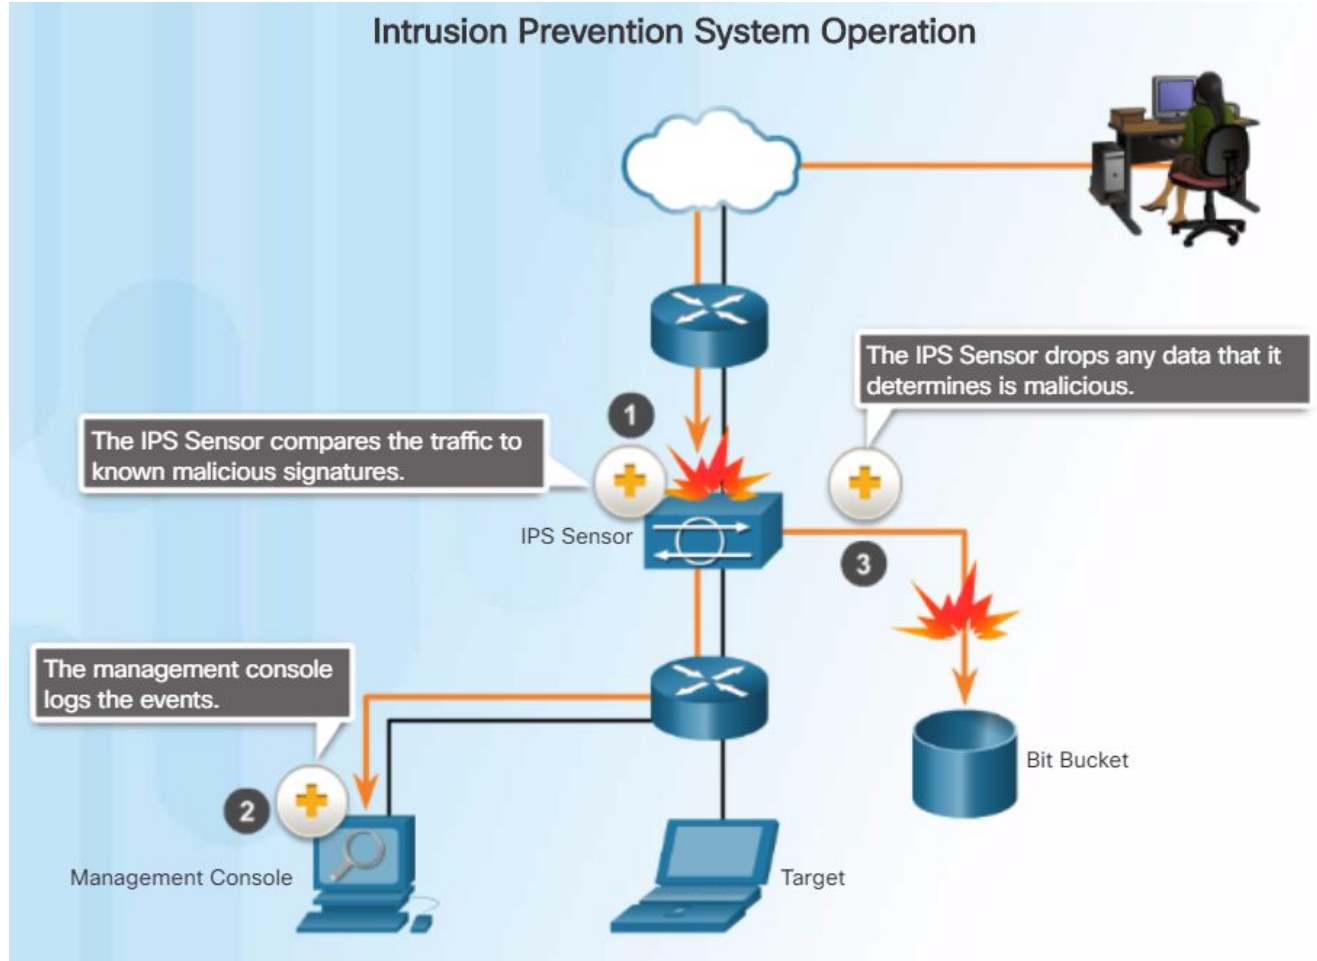 Intrusion Prevention System Operation
The IPS Sensor drops any data that it
determines is malicious.
1
The IPS Sensor compares the traffic to
known malicious signatures.
IPS Sensor
3
The management console
logs the events.
Bit Bucket
2
Management Console
Target